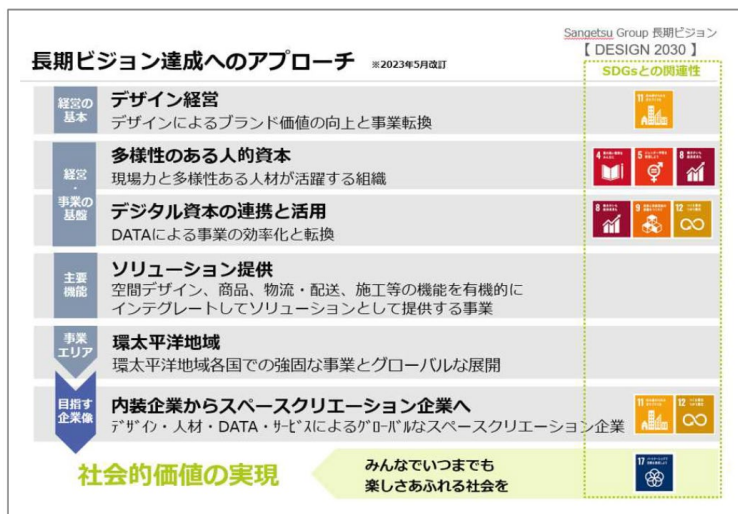 Sangetsu Group 長期ビジョン
【 DESIGN 2030 】
長期ビジョン達成へのアプローチ ※2023年5月改訂
SDGsとの関連性
経営の
基本
デザイン経営
デザインによるブランド価値の向上と事業転換
11
経営
・
事業の
基盤
多様性のある人的資本
現場力と多様性ある人材が活躍する組織
4 5 8
デジタル資本の連携と活用
DATAによる事業の効率化と転換
8 9 12
主要
機能
ソリューション提供
空間デザイン、商品、物流・配送、施工等の機能を有機的に
インテグレートしてソリューションとして提供する事業
事業
エリア
環太平洋地域
環太平洋地域各国での強固な事業とグローバルな展開
目指す
企業像
内装企業からスペースクリエーション企業へ
デザイン・人材・DATA・サービスによるグローバルなスペースクリエーション企業
11 12
社会的価値の実現
みんなでいつまでも
楽しさあふれる社会を
17